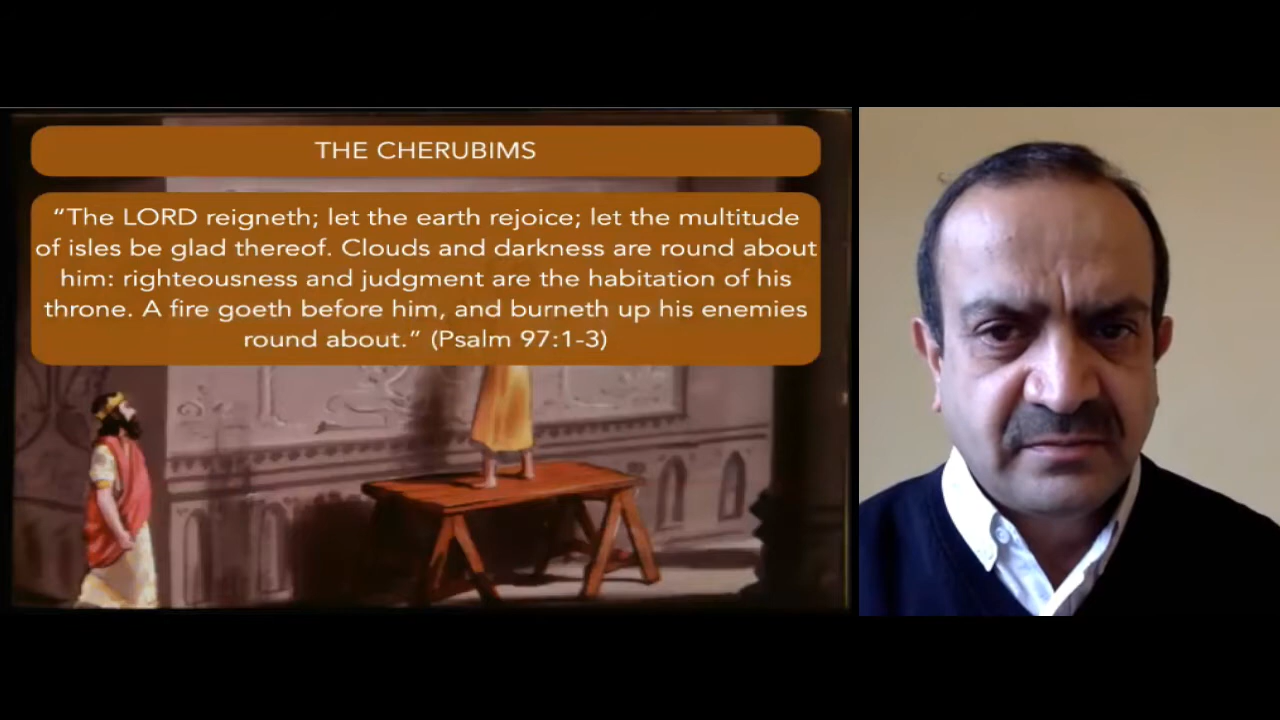 THE CHERUBIMS
“The LORD reigneth; let the earth rejoice; let the multitude
of isles be glad thereof. Clouds and darkness are round about
him: righteousness and judgment are the habitation of his
throne. A fire goeth before him, and burneth up his enemies
round about.” (Psalm 97:1-3)